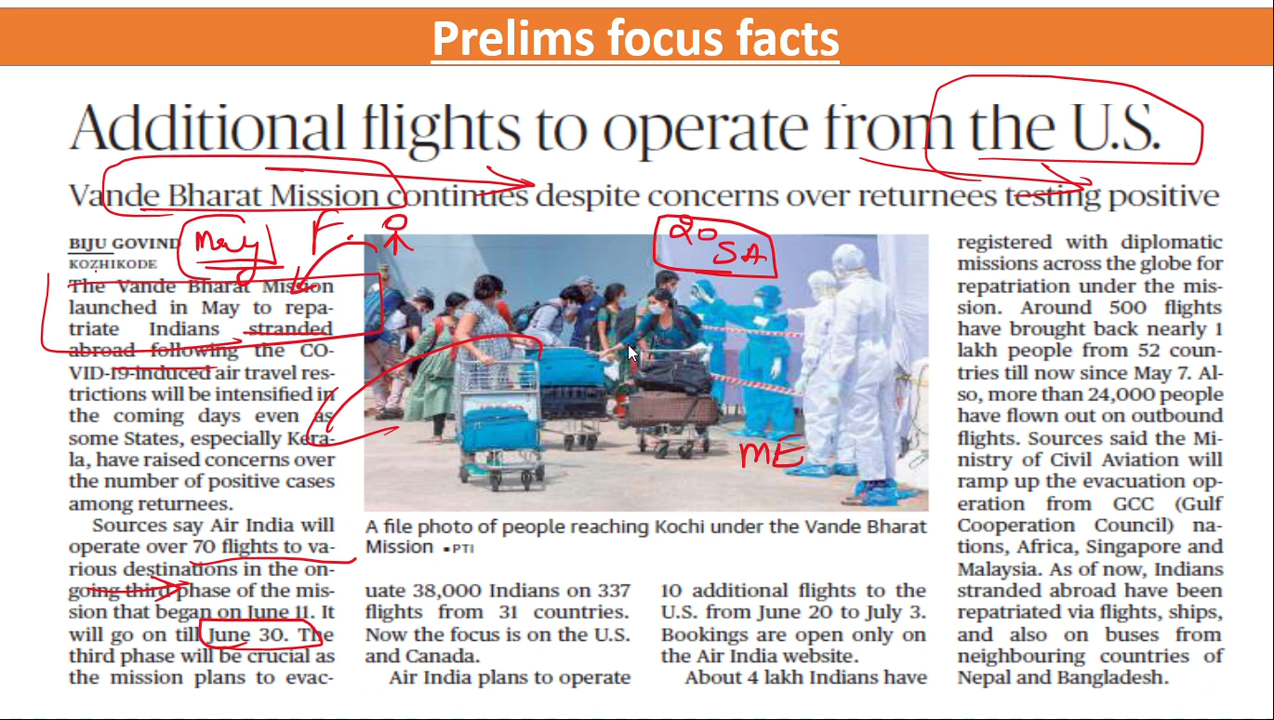 Prelims focus facts
Additional flights to operate from the U.S.
Vande Bharat Mission continues despite concerns over returnees testing positive
May F.
20
SA
ME
BIJU GOVIND
KOZHIKODE
The Vande Bharat Mission
launched in May to repa-
triate Indians stranded
abroad following the CO-
VID-19-induced air travel res-
trictions will be intensified in
the coming days even as
some States, especially Kera-
la, have raised concerns over
the number of positive cases
among returnees.
Sources say Air India will
operate over 70 flights to va-
rious destinations in the on-
going third phase of the mis-
sion that began on June 11. It
will go on till June 30. The
third phase will be crucial as
the mission plans to evac-
A file photo of people reaching Kochi under the Vande Bharat
Mission ▪PTI
uate 38,000 Indians on 337
flights from 31 countries.
Now the focus is on the U.S.
and Canada.
Air India plans to operate
10 additional flights to the
U.S. from June 20 to July 3.
Bookings are open only on
the Air India website.
About 4 lakh Indians have
registered with diplomatic
missions across the globe for
repatriation under the mis-
sion. Around 500 flights
have brought back nearly 1
lakh people from 52 coun-
tries till now since May 7. Al-
so, more than 24,000 people
have flown out on outbound
flights. Sources said the Mi-
nistry of Civil Aviation will
ramp up the evacuation op-
eration from GCC (Gulf
Cooperation Council) na-
tions, Africa, Singapore and
Malaysia. As of now, Indians
stranded abroad have been
repatriated via flights, ships,
and also on buses from
neighbouring countries of
Nepal and Bangladesh.